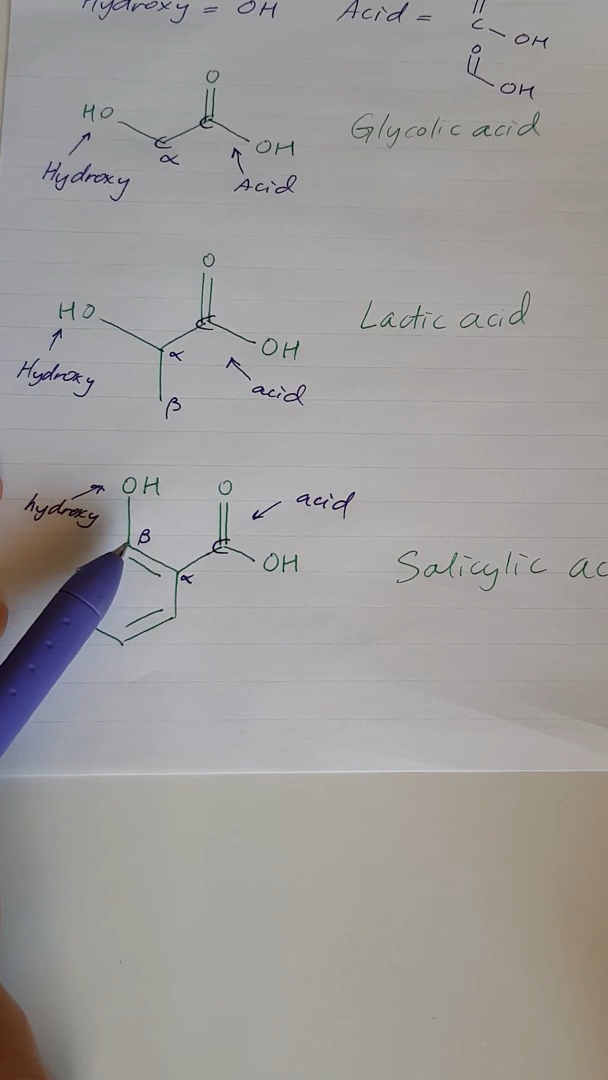 Hydroxy = OH Acid =
C OH
O
OH
O
HO
C OH Glycolic acid
α
Hydroxy Acid
O
HO C Lactic acid
α OH
Hydroxy acid
β
OH O acid
hydroxy
β
C OH Salicylic ac
α